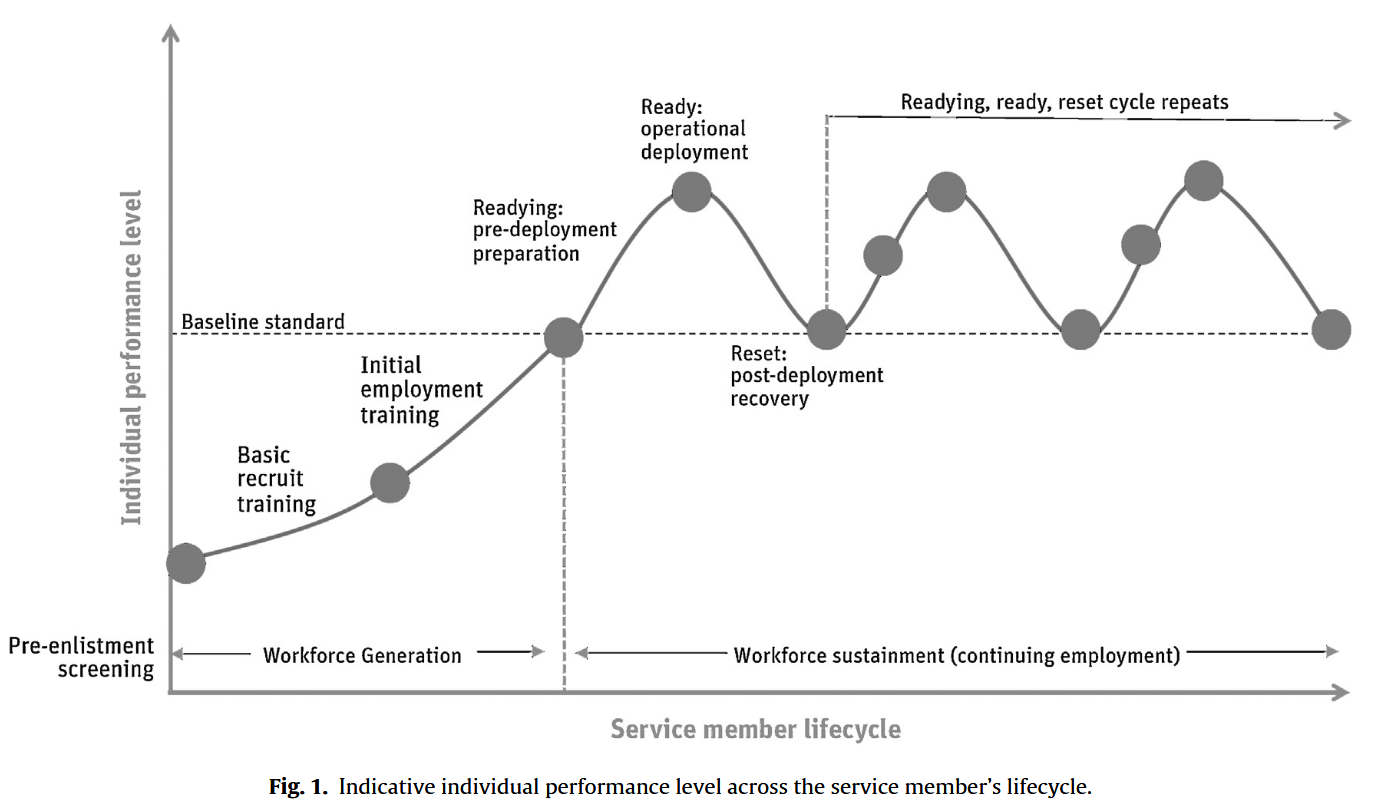 Readying, ready, reset cycle repeats
Ready:
operational
deployment
Readying:
pre-deployment
preparation
Baseline standard
Initial
employment
training
Reset:
post-deployment
recovery
Basic
recruit
training
Individual performance level
Pre-enlistment
screening
Workforce Generation
Workforce sustainment (continuing employment)
Service member lifecycle
Fig. 1. Indicative individual performance level across the service member's lifecycle.